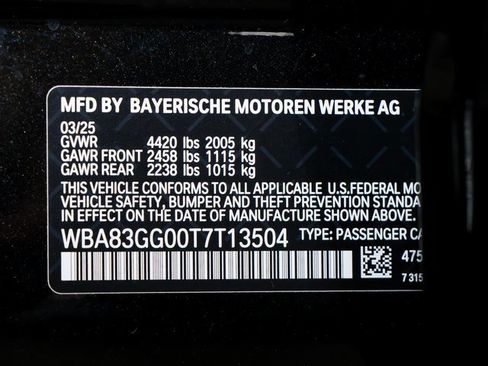 MFD BY BAYERISCHE MOTOREN WERKE AG
03/25
GVWR 4420 lbs 2005 kg
GAWR FRONT 2458 lbs 1115 kg
GAWR REAR 2238 lbs 1015 kg
THIS VEHICLE CONFORMS TO ALL APPLICABLE U.S.FEDERAL MO
VEHICLE SAFETY, BUMPER AND THEFT PREVENTION STANDA
IN EFFECT ON THE DATE OF MANUFACTURE SHOWN ABOVE.
WBA83GG00T7T13504 TYPE: PASSENGER CA
475
7 315